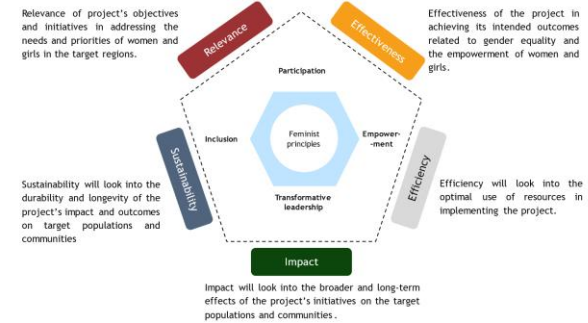 Relevance of project's objectives
and initiatives in addressing the
needs and priorities of women and
girls in the target regions.
Relevance
Effectiveness
Effectiveness of the project in
achieving its intended outcomes
related to gender equality and
the empowerment of women and
girls.
Participation
Inclusion
Feminist
principles
Empower-
-ment
Transformative
leadership
Sustainability
Efficiency
Sustainability will look into the
durability and longevity of the
project's impact and outcomes
on target populations and
communities
Efficiency will look into the
optimal use of resources in
implementing the project.
Impact
Impact will look into the broader and long-term
effects of the project's initiatives on the target
populations and communities.